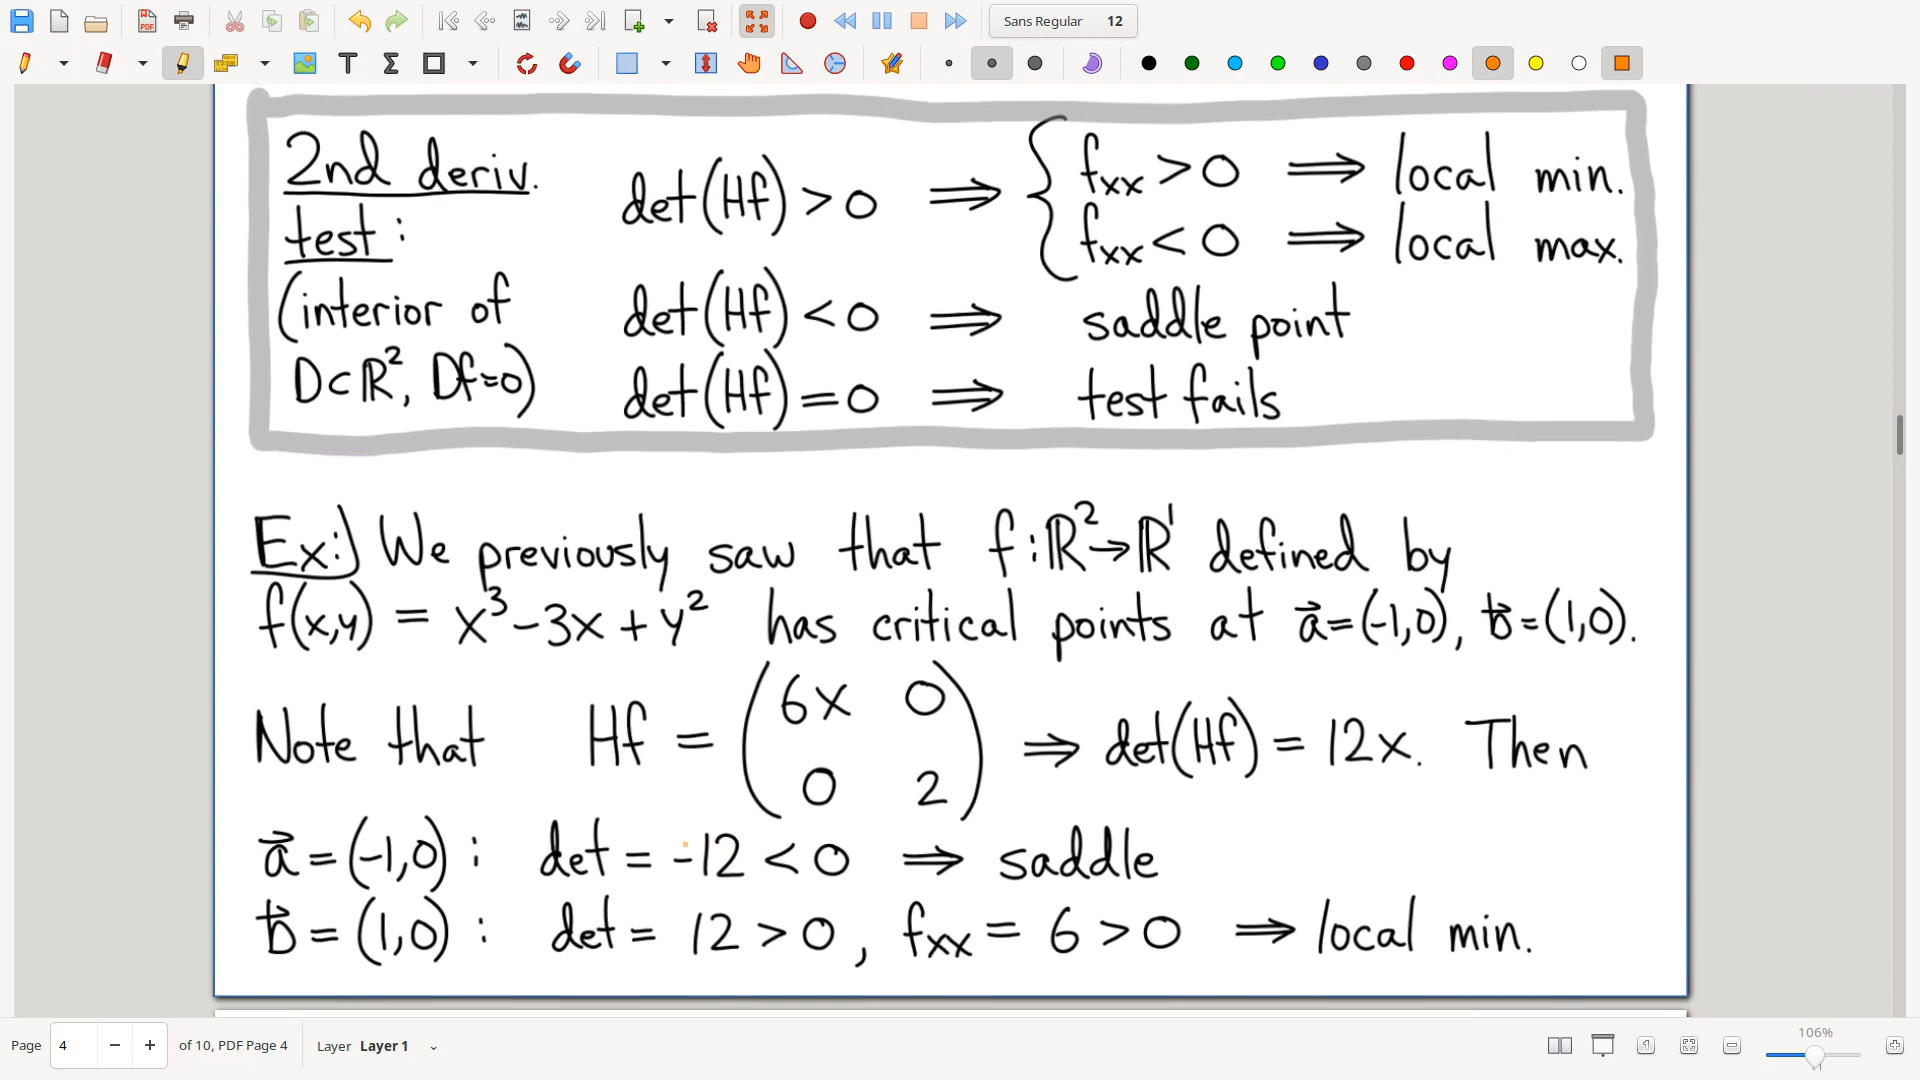 Sans Regular 12
2nd deriv. test: (interior of D⊂ℝ², Df=0)
det(Hf) > 0 ⟹ { f_xx > 0 ⟹ local min.
f_xx < 0 ⟹ local max.
det(Hf) < 0 ⟹ saddle point
det(Hf) = 0 ⟹ test fails
Ex:) We previously saw that f:ℝ²→ℝ¹ defined by
f(x,y) = x³-3x+y² has critical points at a⃗=(-1,0), b⃗=(1,0).
Note that Hf = (6x 0
0 2) ⟹ det(Hf) = 12x. Then
a⃗=(-1,0): det = -12 < 0 ⟹ saddle
b⃗=(1,0): det = 12 > 0, f_xx = 6 > 0 ⟹ local min.
Page 4 of 10, PDF Page 4 Layer Layer 1 106%